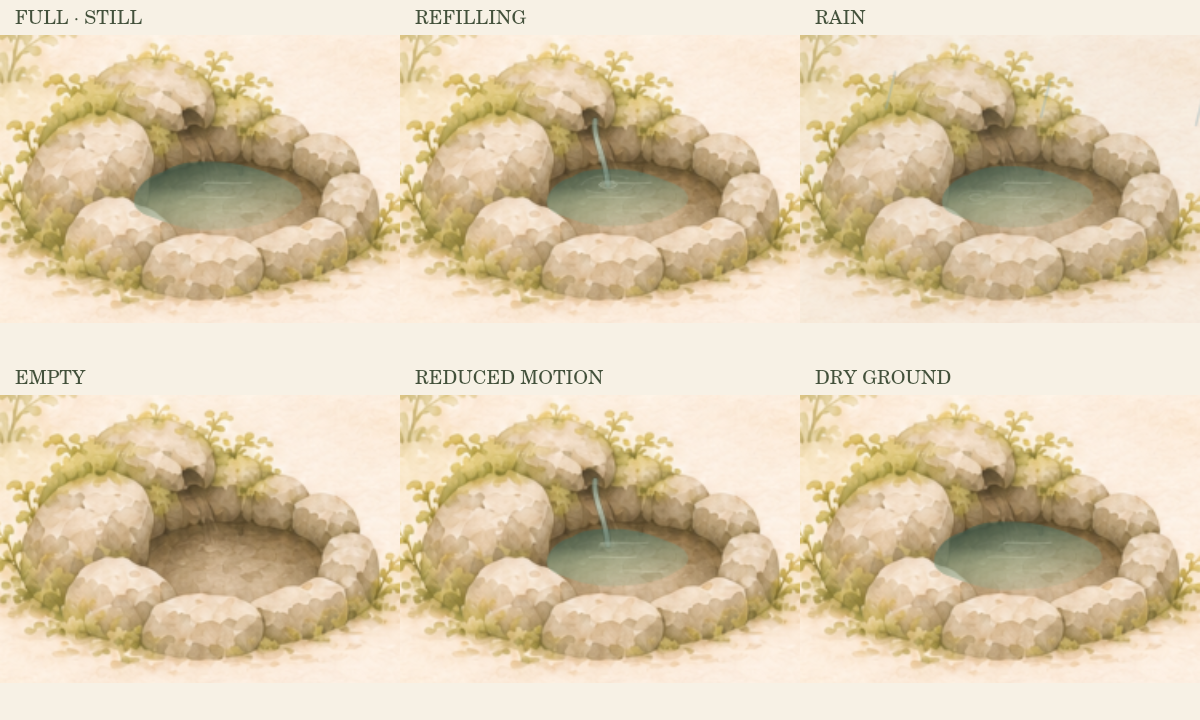 FULL · STILL
REFILLING
RAIN
EMPTY
REDUCED MOTION
DRY GROUND